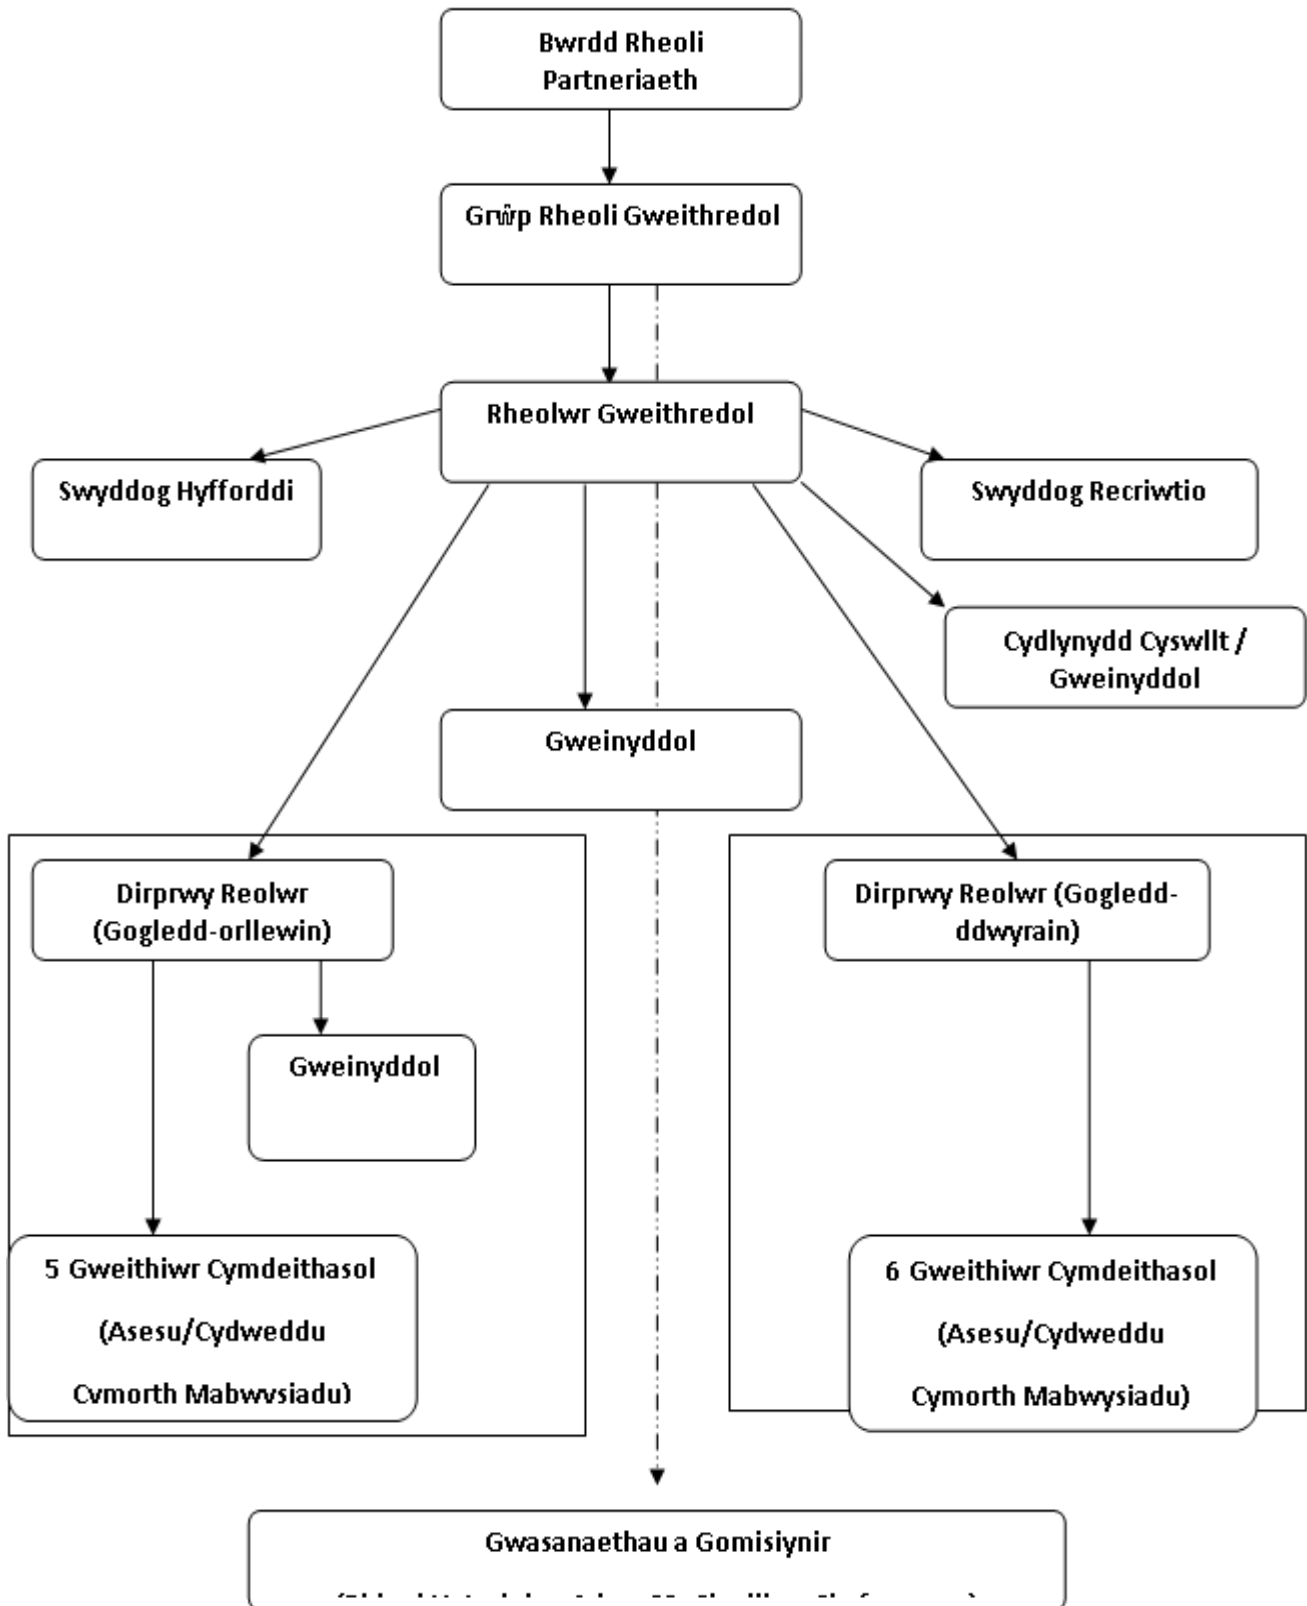 Bwrdd Rheoli
Partneriaeth
Grŵp Rheoli Gweithredol
Rheolwr Gweithredol
Swyddog Hyfforddi
Swyddog Recriwtio
Cydlynydd Cyswllt /
Gweinyddol
Gweinyddol
Dirprwy Reolwr
(Gogledd-orllewin)
Dirprwy Reolwr (Gogledd-
ddwyrain)
Gweinyddol
5 Gweithiwr Cymdeithasol
(Asesu/Cydweddu
Cymorth Mabwysiadu)
6 Gweithiwr Cymdeithasol
(Asesu/Cydweddu
Cymorth Mabwysiadu)
Gwasanaethau a Gomisiynir